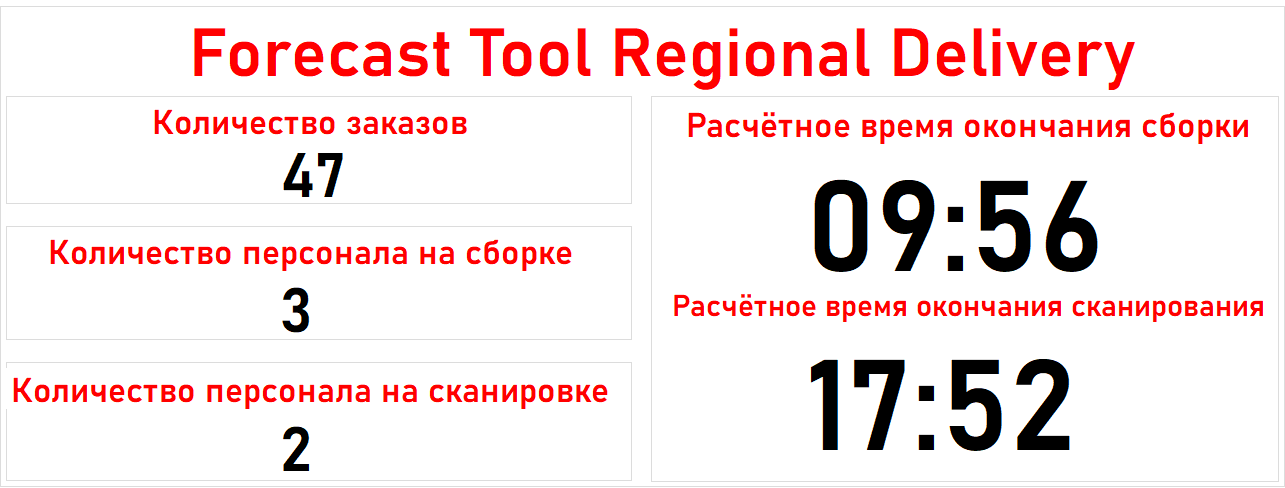 Forecast Tool Regional Delivery
Количество заказов
47
Количество персонала на сборке
3
Количество персонала на сканировке
2
Расчётное время окончания сборки
09:56
Расчётное время окончания сканирования
17:52